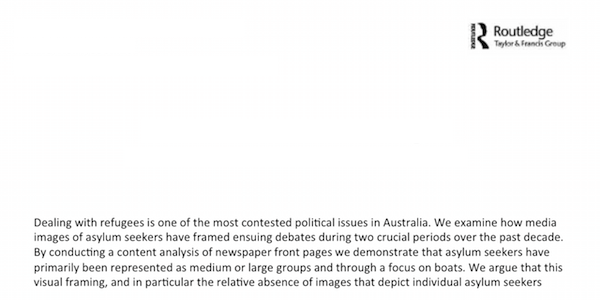 Routledge
Taylor & Francis Group
Dealing with refugees is one of the most contested political issues in Australia. We examine how media
images of asylum seekers have framed ensuing debates during two crucial periods over the past decade.
By conducting a content analysis of newspaper front pages we demonstrate that asylum seekers have
primarily been represented as medium or large groups and through a focus on boats. We argue that this
visual framing, and in particular the relative absence of images that depict individual asylum seekers